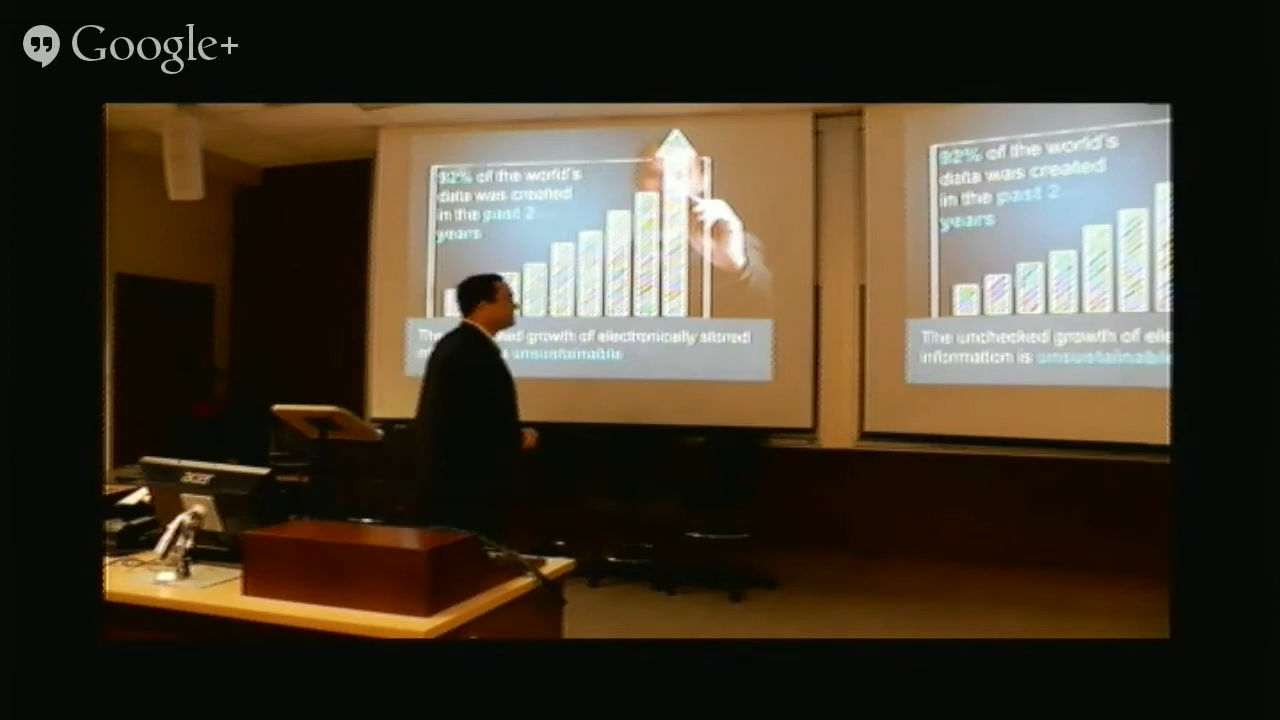 Google+
92% of the world's
data was created
in the past 2
years
The unchecked growth of electronically stored
information is unsustainable
92% of the world's
data was created
in the past 2
years
The unchecked growth of ele
information is unsustainable
acer